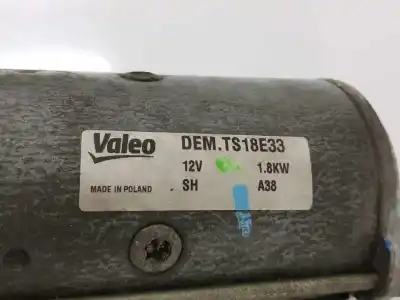 Valeo DEM.TS18E33
12V 1.8KW
MADE IN POLAND SH A38